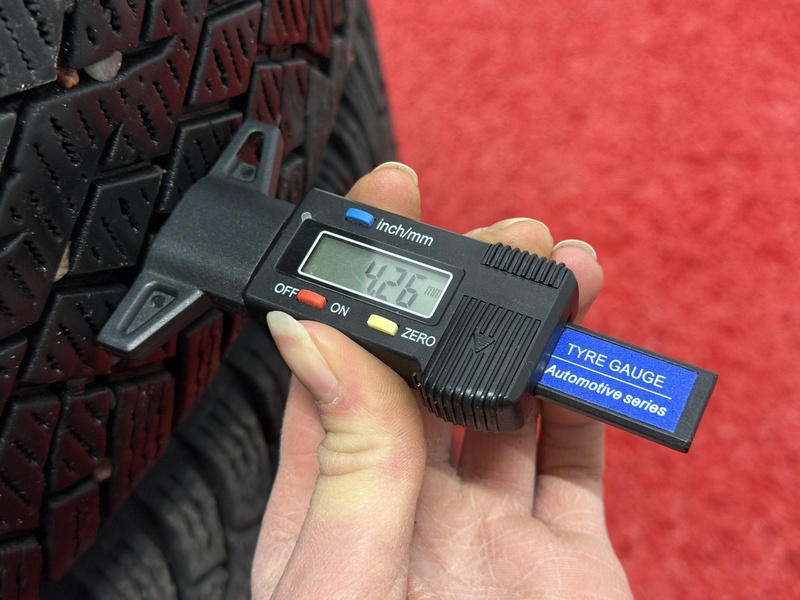 inch/mm
4.26 mm
OFF ON
ZERO
TYRE GAUGE
Automotive series